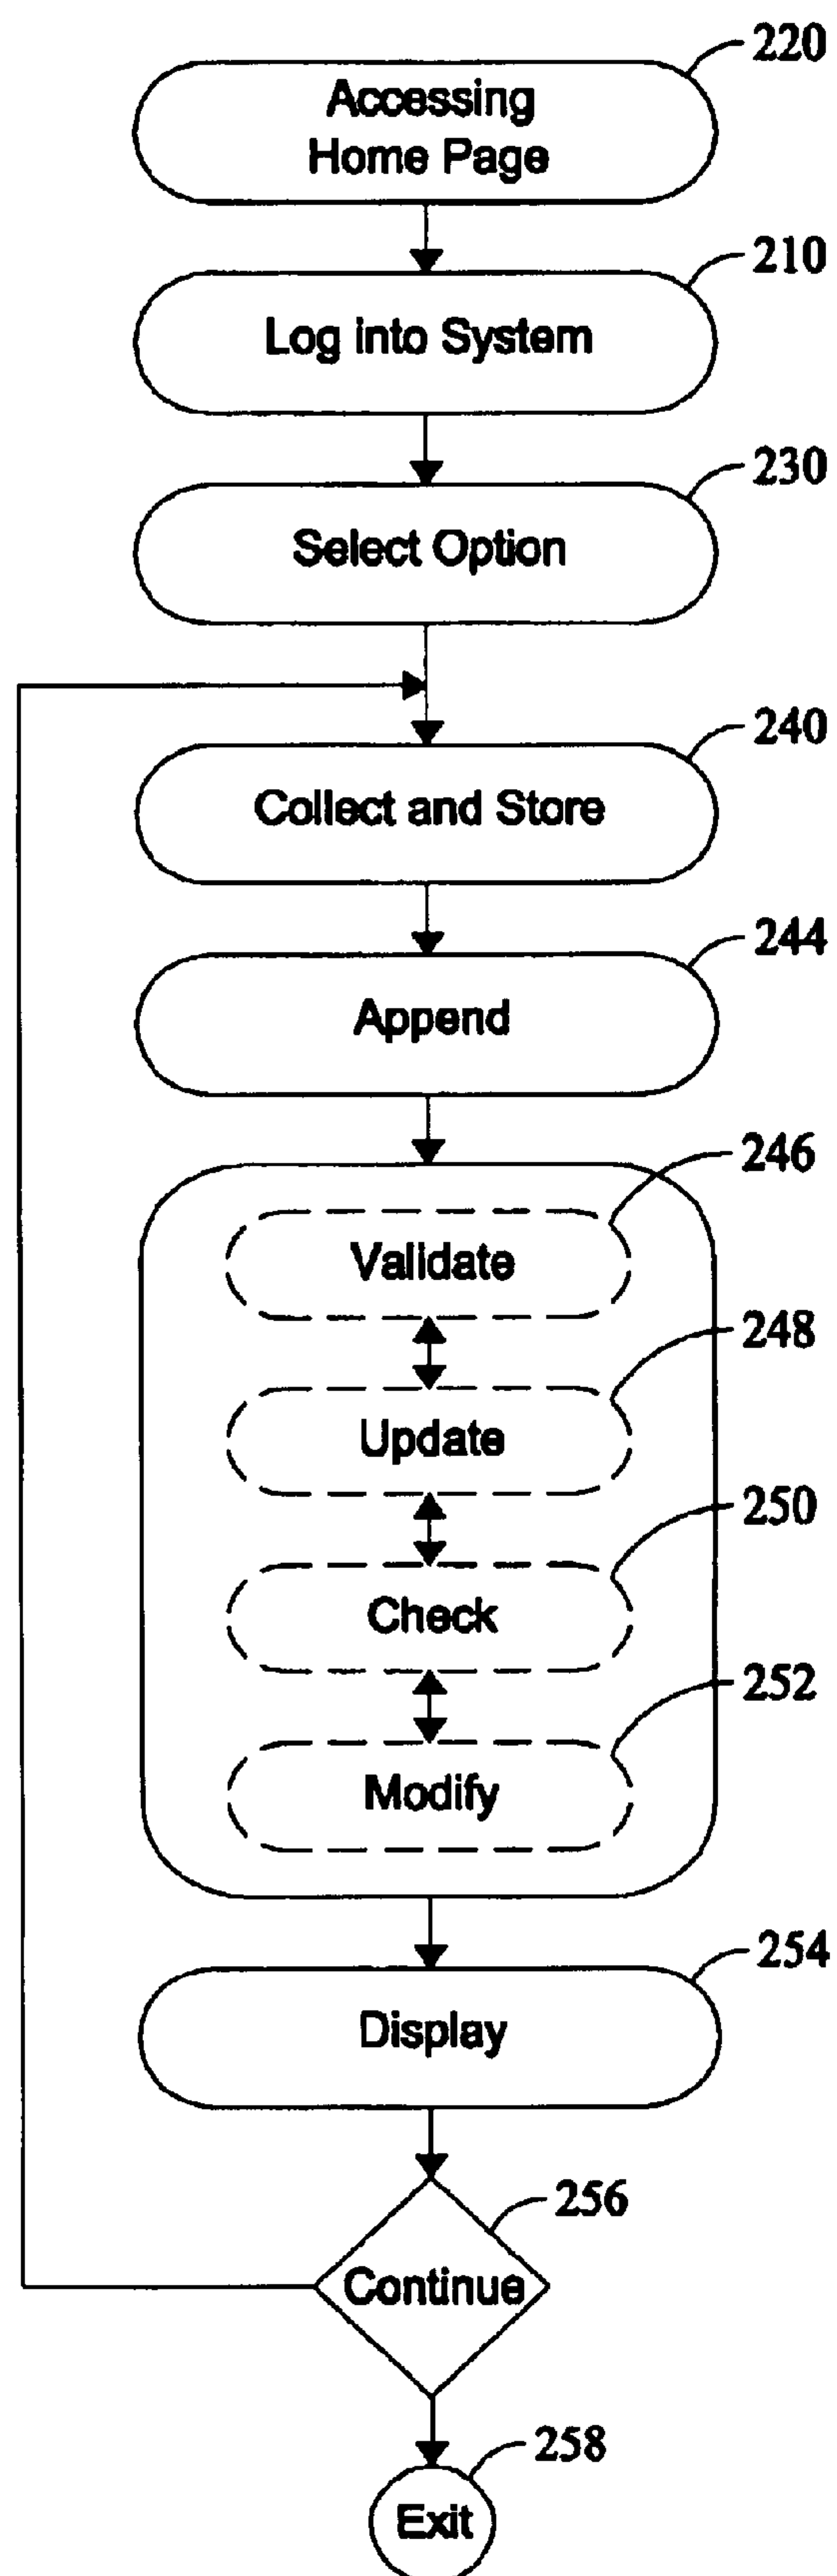 220
Accessing
Home Page
210
Log into System
230
Select Option
240
Collect and Store
244
Append
246
Validate
248
Update
250
Check
252
Modify
254
Display
256
Continue
258
Exit